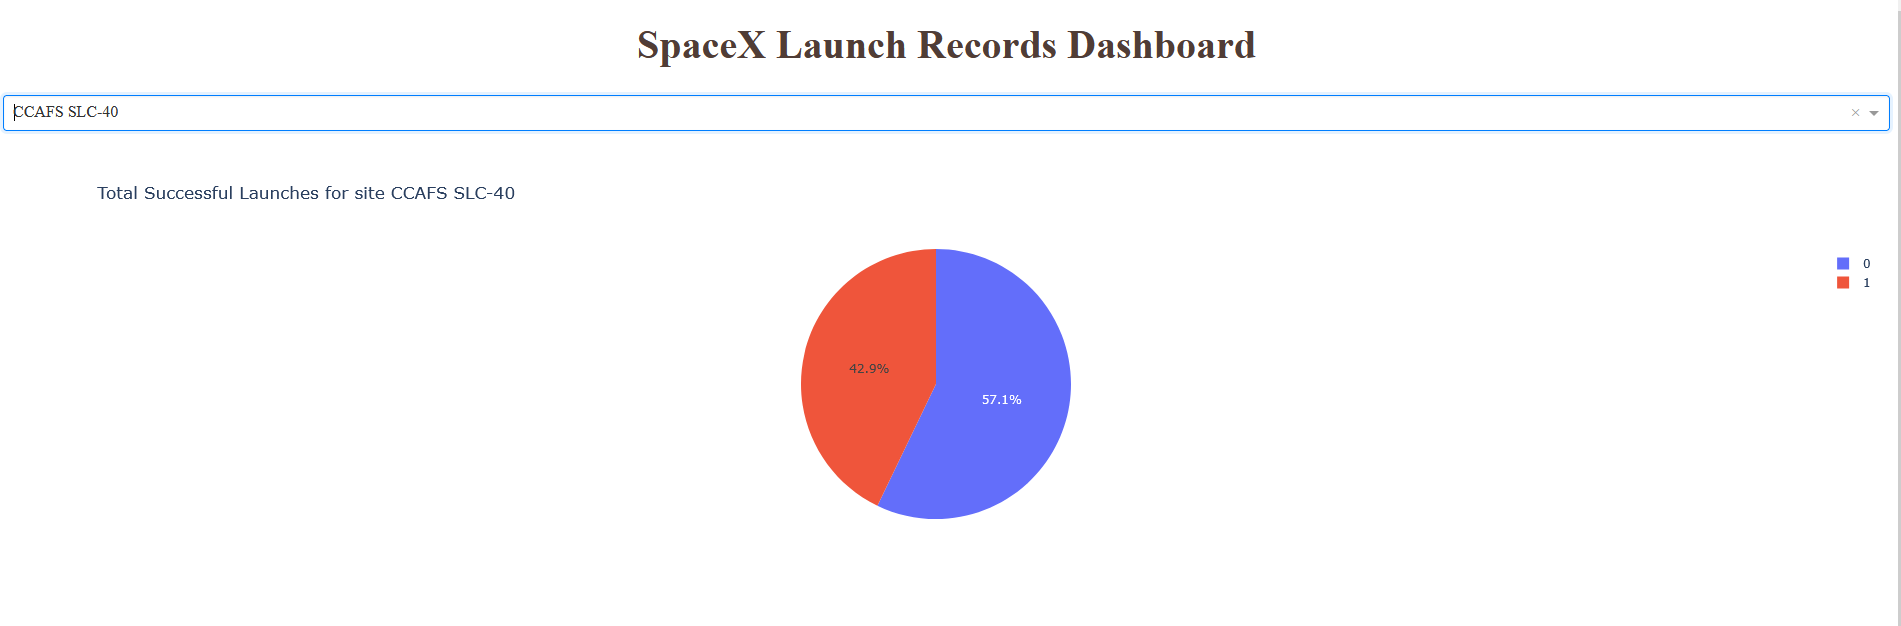 SpaceX Launch Records Dashboard
CCAFS SLC-40
Total Successful Launches for site CCAFS SLC-40
0
1
42.9%
57.1%